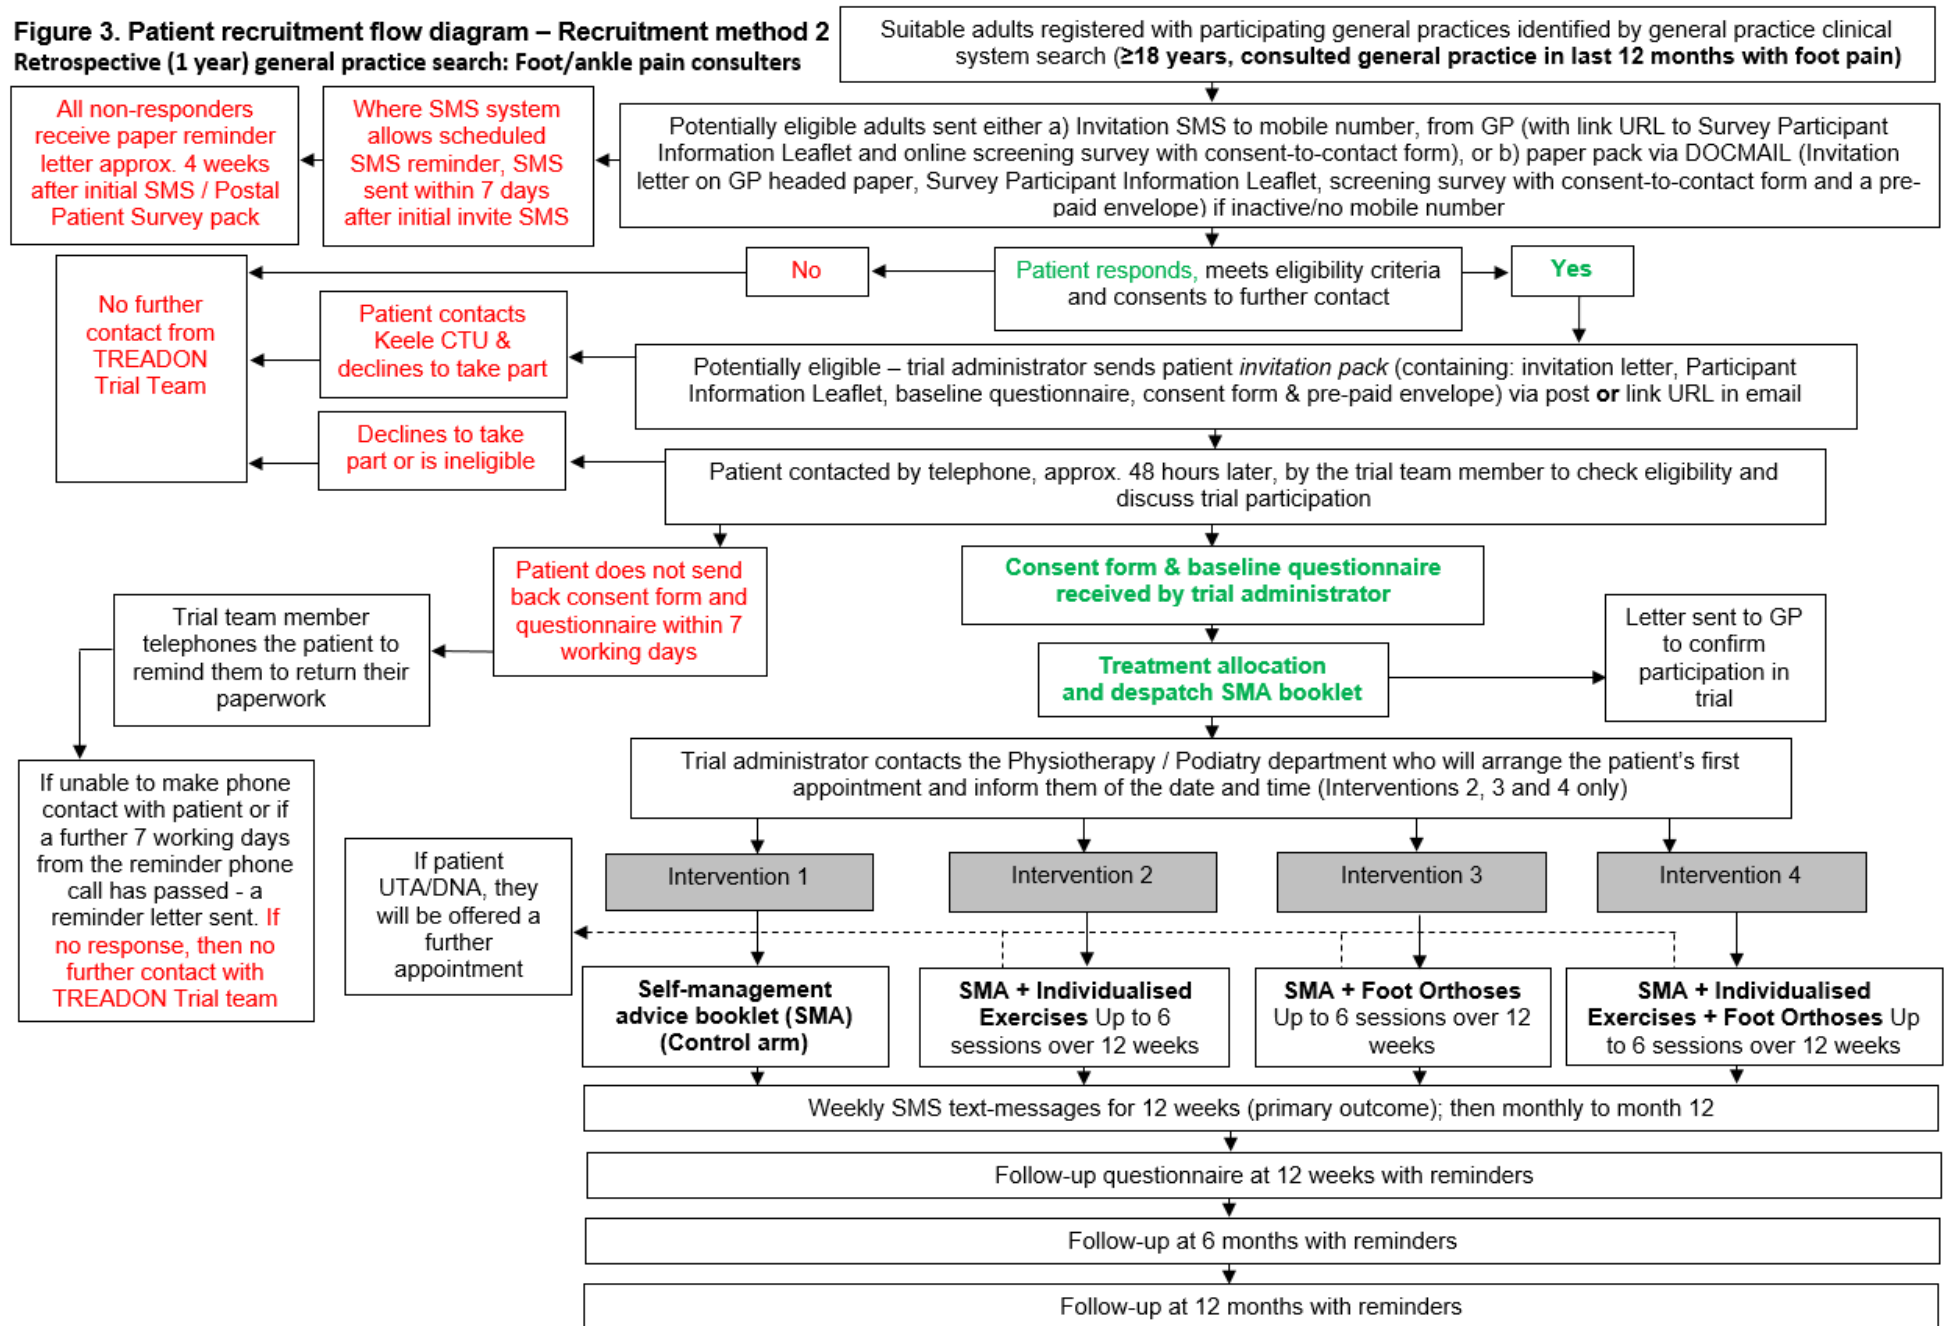 Figure 3. Patient recruitment flow diagram – Recruitment method 2
Retrospective (1 year) general practice search: Foot/ankle pain consulters
Suitable adults registered with participating general practices identified by general practice clinical
system search (≥18 years, consulted general practice in last 12 months with foot pain)
All non-responders
receive paper reminder
letter approx. 4 weeks
after initial SMS / Postal
Patient Survey pack
Where SMS system
allows scheduled
SMS reminder, SMS
sent within 7 days
after initial invite SMS
Potentially eligible adults sent either a) Invitation SMS to mobile number, from GP (with link URL to Survey Participant
Information Leaflet and online screening survey with consent-to-contact form), or b) paper pack via DOCMAIL (Invitation
letter on GP headed paper, Survey Participant Information Leaflet, screening survey with consent-to-contact form and a pre-
paid envelope) if inactive/no mobile number
No further
contact from
TREADON
Trial Team
No
Patient responds, meets eligibility criteria
and consents to further contact
Yes
Patient contacts
Keele CTU &
declines to take part
Potentially eligible – trial administrator sends patient invitation pack (containing: invitation letter, Participant
Information Leaflet, baseline questionnaire, consent form & pre-paid envelope) via post or link URL in email
Declines to take
part or is ineligible
Patient contacted by telephone, approx. 48 hours later, by the trial team member to check eligibility and
discuss trial participation
Patient does not send
back consent form and
questionnaire within 7
working days
Consent form & baseline questionnaire
received by trial administrator
Trial team member
telephones the patient to
remind them to return their
paperwork
Treatment allocation
and despatch SMA booklet
Letter sent to GP
to confirm
participation in
trial
If unable to make phone
contact with patient or if
a further 7 working days
from the reminder phone
call has passed - a
reminder letter sent. If
no response, then no
further contact with
TREADON Trial team
Trial administrator contacts the Physiotherapy / Podiatry department who will arrange the patient's first
appointment and inform them of the date and time (Interventions 2, 3 and 4 only)
If patient
UTA/DNA, they
will be offered a
further
appointment
Intervention 1
Intervention 2
Intervention 3
Intervention 4
Self-management
advice booklet (SMA)
(Control arm)
SMA + Individualised
Exercises Up to 6
sessions over 12 weeks
SMA + Foot Orthoses
Up to 6 sessions over 12
weeks
SMA + Individualised
Exercises + Foot Orthoses Up
to 6 sessions over 12 weeks
Weekly SMS text-messages for 12 weeks (primary outcome); then monthly to month 12
Follow-up questionnaire at 12 weeks with reminders
Follow-up at 6 months with reminders
Follow-up at 12 months with reminders